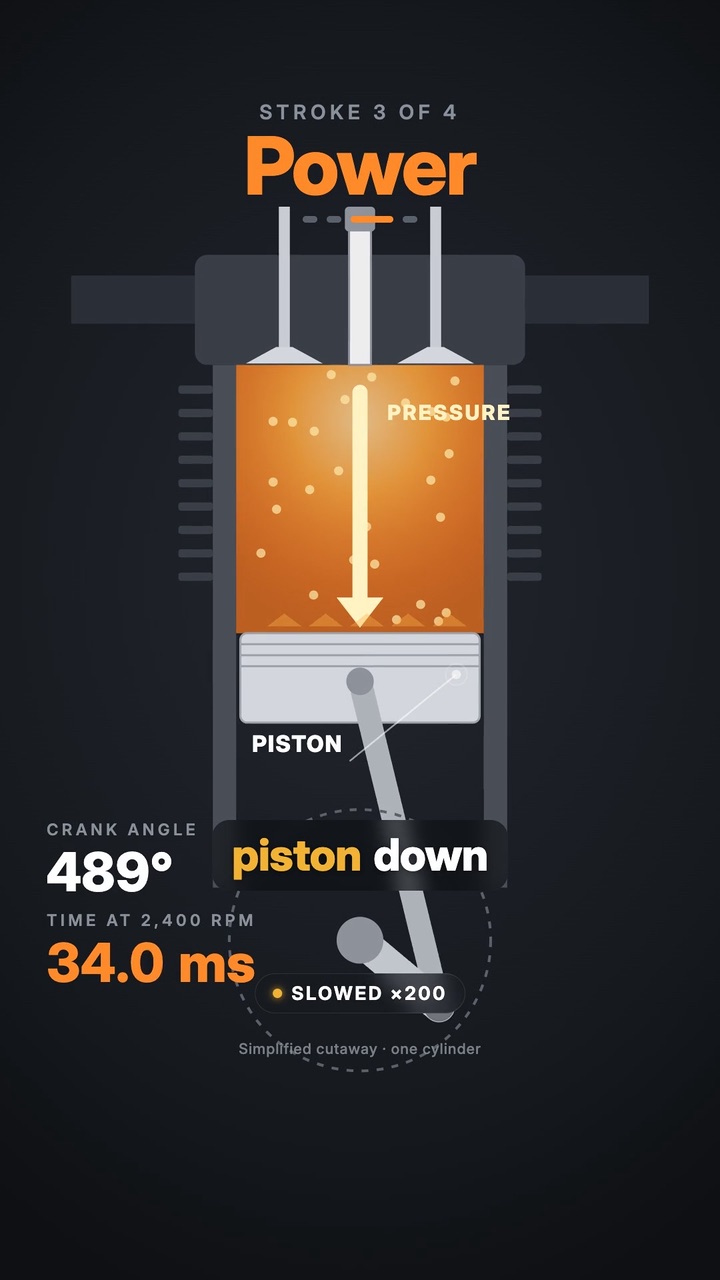 STROKE 3 OF 4
Power
PRESSURE
PISTON
CRANK ANGLE
489°
piston down
TIME AT 2,400 RPM
34.0 ms
SLOWED ×200
Simplified cutaway · one cylinder